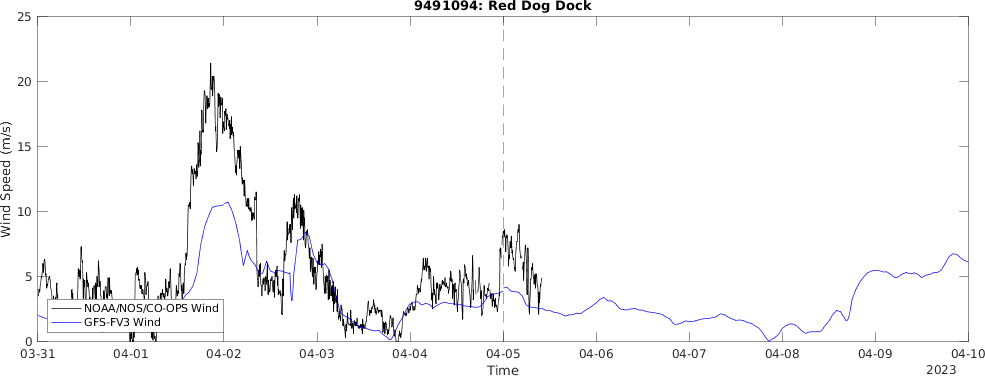 9491094: Red Dog Dock
25
20
15
10
5
0
Wind Speed (m/s)
NOAA/NOS/CO-OPS Wind
GFS-FV3 Wind
03-31 04-01 04-02 04-03 04-04 04-05 04-06 04-07 04-08 04-09 04-10
Time 2023